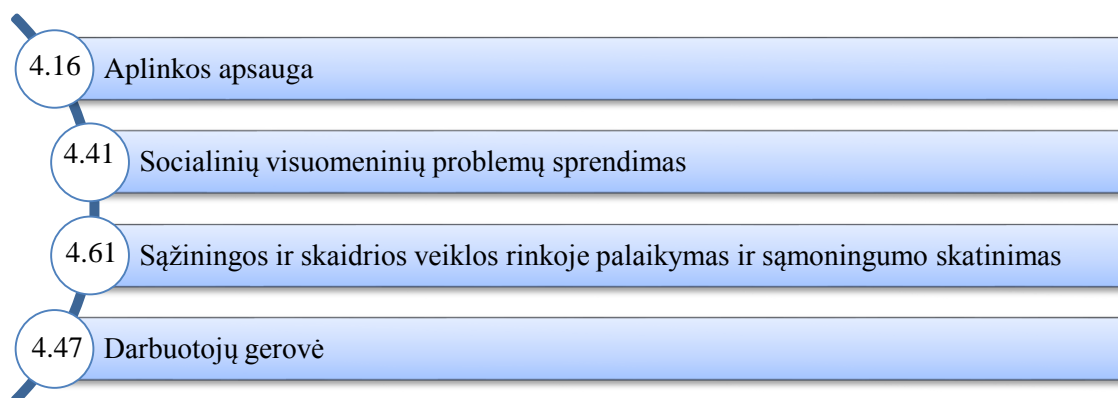 4.16 Aplinkos apsauga
4.41 Socialinių visuomeninių problemų sprendimas
4.61 Sąžiningos ir skaidrios veiklos rinkoje palaikymas ir sąmoningumo skatinimas
4.47 Darbuotojų gerovė